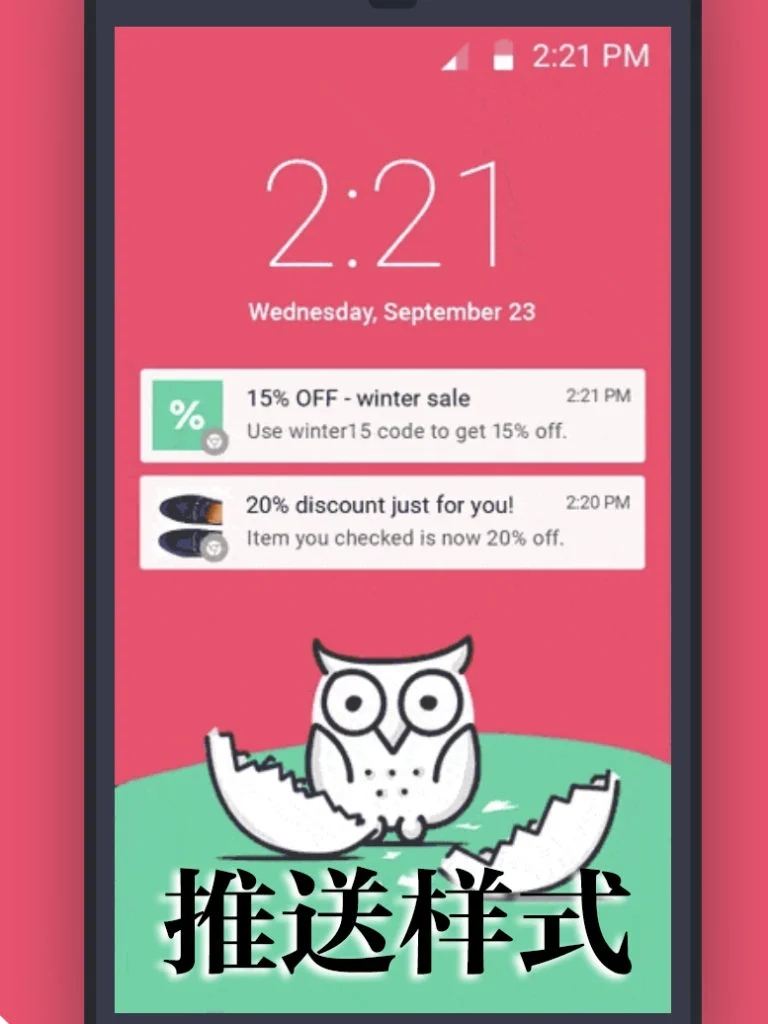 2:21 PM
2:21
Wednesday, September 23
%
15% OFF - winter sale
2:21 PM
Use winter15 code to get 15% off.
20% discount just for you!
2:20 PM
Item you checked is now 20% off.
推送样式